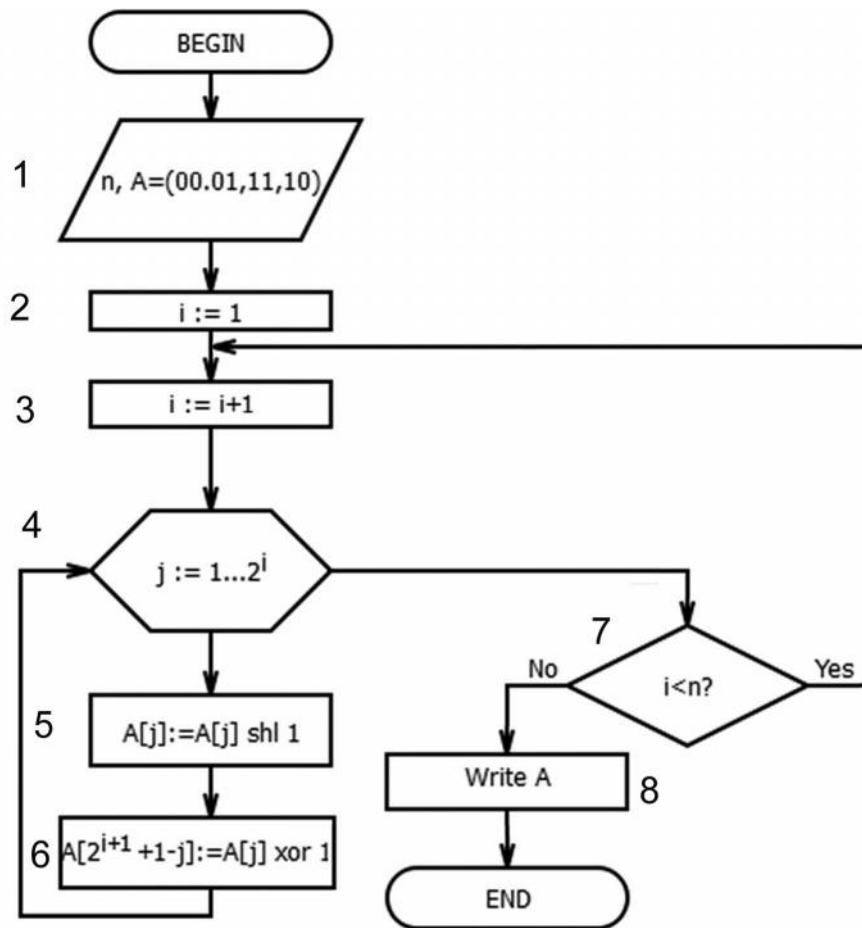 BEGIN
1
n, A=(00.01,11,10)
2
i := 1
3
i := i+1
4
j := 1...2^i
7
No
Yes
i<n?
5
A[j]:=A[j] shl 1
Write A
8
6
A[2^{i+1} +1-j]:=A[j] xor 1
END